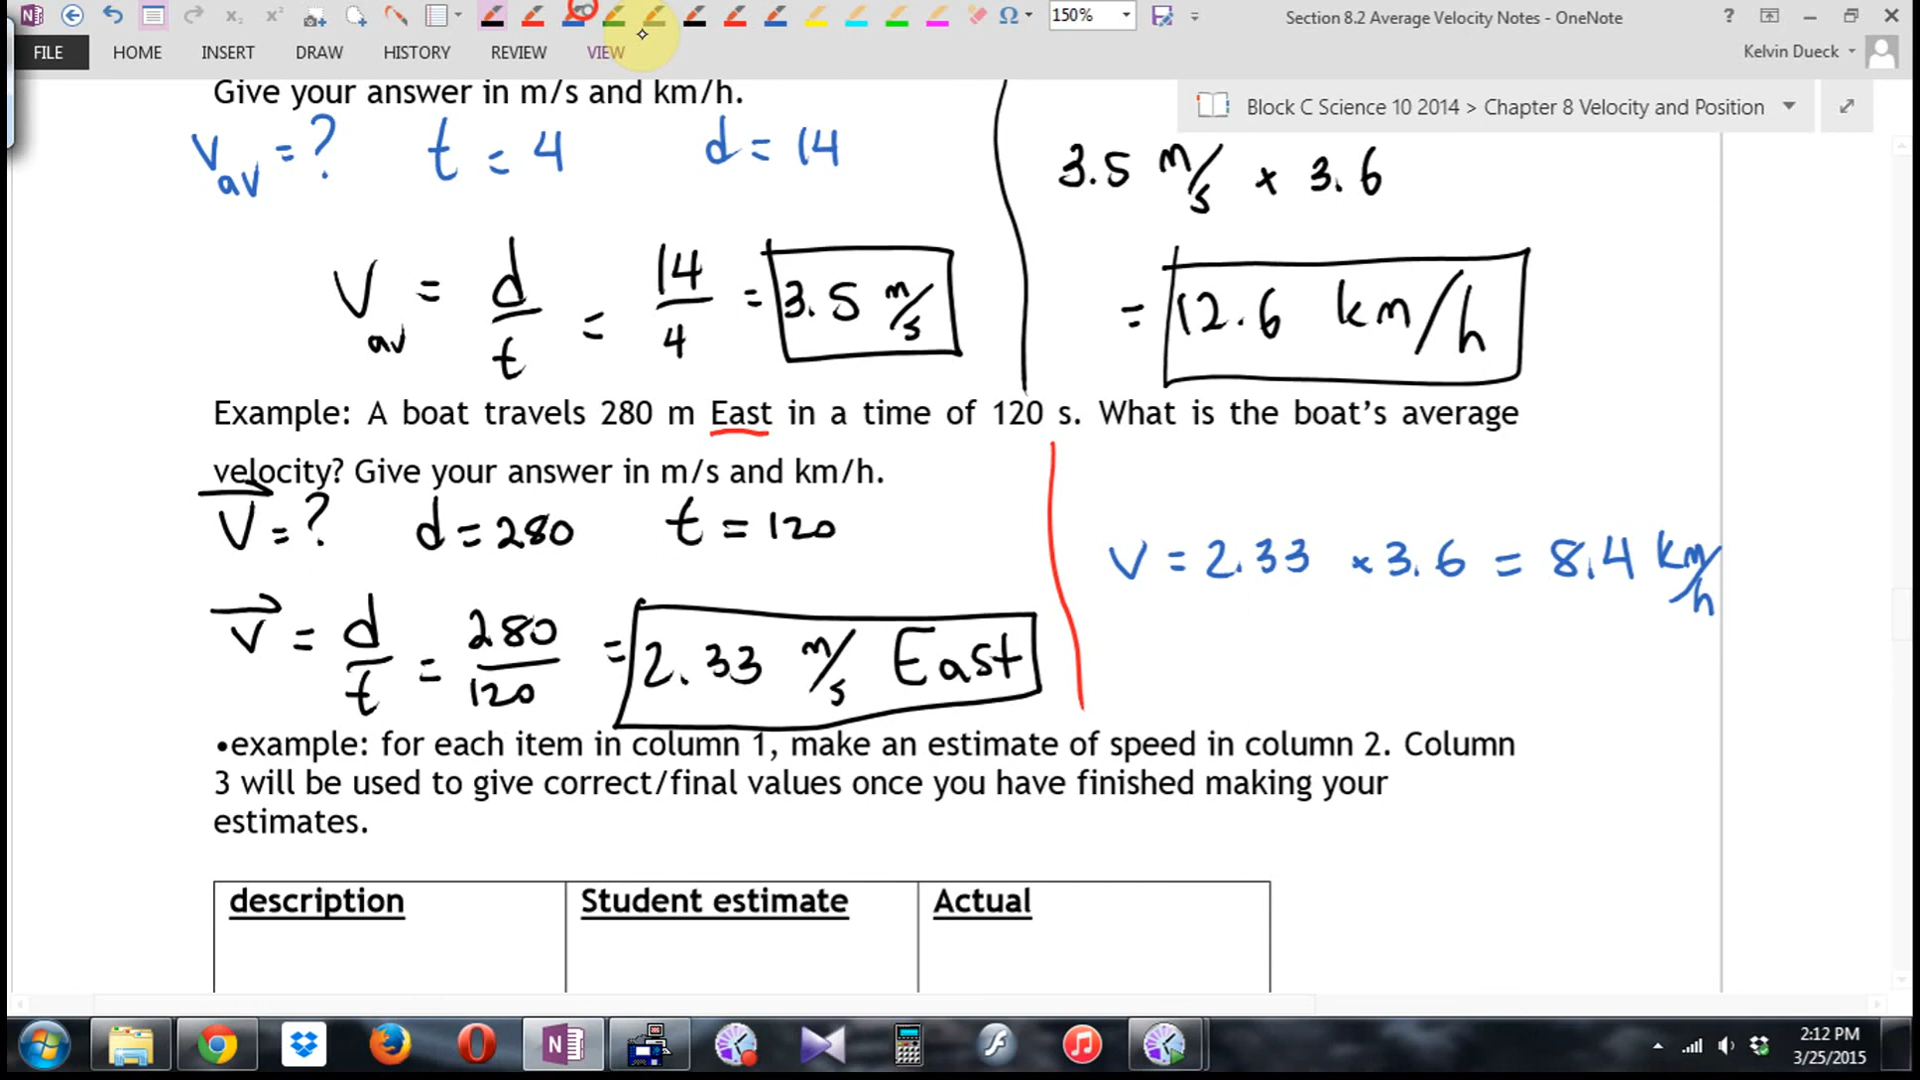 150%
Section 8.2 Average Velocity Notes - OneNote
FILE HOME INSERT DRAW HISTORY REVIEW VIEW
Kelvin Dueck
Block C Science 10 2014 > Chapter 8 Velocity and Position
Give your answer in m/s and km/h.
Vav = ? t = 4 d = 14
Vav = d/t = 14/4 = 3.5 m/s
3.5 m/s × 3.6
= 12.6 km/h
Example: A boat travels 280 m East in a time of 120 s. What is the boat's average
velocity? Give your answer in m/s and km/h.
V = ? d = 280 t = 120
V = d/t = 280/120 = 2.33 m/s East
V = 2.33 × 3.6 = 8.4 km/h
•example: for each item in column 1, make an estimate of speed in column 2. Column
3 will be used to give correct/final values once you have finished making your
estimates.
description Student estimate Actual
2:12 PM
3/25/2015